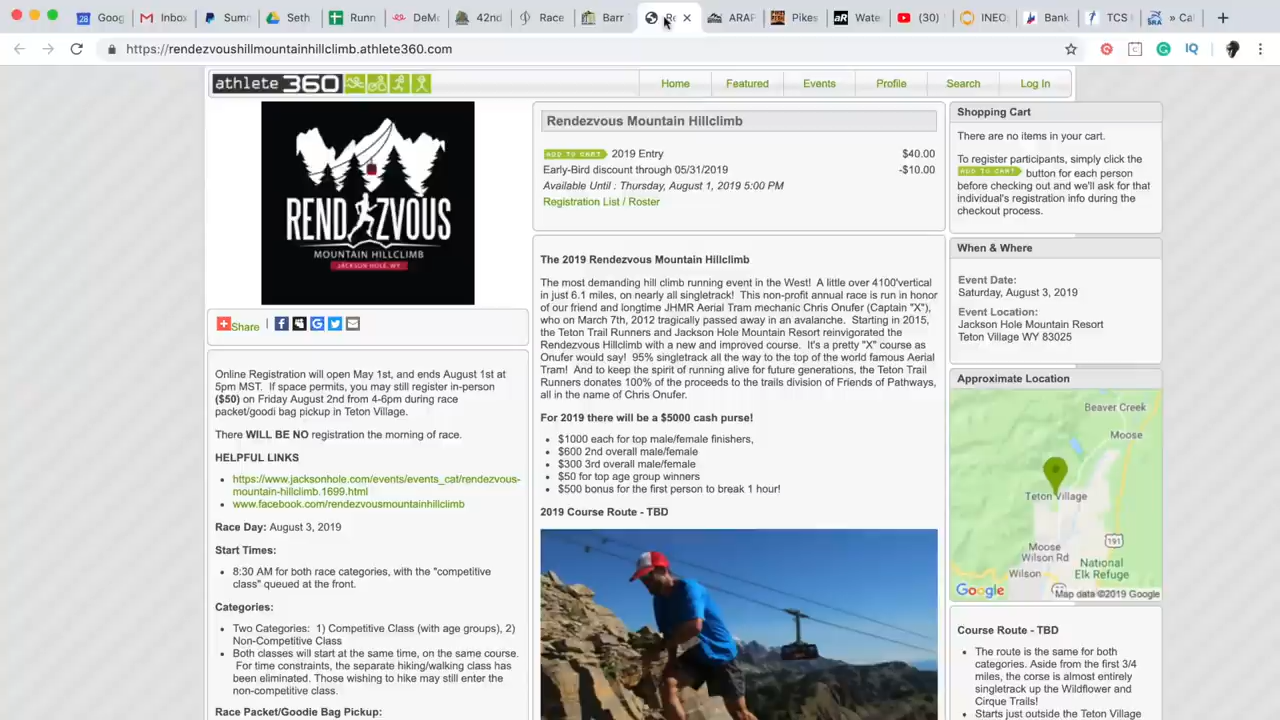 Goog
Inbox
Sumr
Seth
Runn
DeMo
42nd
Race
Barr
Re
ARAP
Pikes
Wate
(30)
INEO
Bank
TCS
» Cal
https://rendezvoushillmountainhillclimb.athlete360.com
athlete 360
Home
Featured
Events
Profile
Search
Log In
RENDEZVOUS
MOUNTAIN HILLCLIMB
JACKSON HOLE, WY
Share |
Online Registration will open May 1st, and ends August 1st at
5pm MST. If space permits, you may still register in-person
($50) on Friday August 2nd from 4-6pm during race
packet/goodi bag pickup in Teton Village.
There WILL BE NO registration the morning of race.
HELPFUL LINKS
https://www.jacksonhole.com/events/events_cat/rendezvous-
mountain-hillclimb.1699.html
www.facebook.com/rendezvousmountainhillclimb
Race Day: August 3, 2019
Start Times:
8:30 AM for both race categories, with the "competitive
class" queued at the front.
Categories:
Two Categories: 1) Competitive Class (with age groups), 2)
Non-Competitive Class
Both classes will start at the same time, on the same course.
For time constraints, the separate hiking/walking class has
been eliminated. Those wishing to hike may still enter the
non-competitive class.
Race Packet/Goodie Bag Pickup:
Rendezvous Mountain Hillclimb
ADD TO CART 2019 Entry $40.00
Early-Bird discount through 05/31/2019 -$10.00
Available Until : Thursday, August 1, 2019 5:00 PM
Registration List / Roster
The 2019 Rendezvous Mountain Hillclimb
The most demanding hill climb running event in the West! A little over 4100'vertical
in just 6.1 miles, on nearly all singletrack! This non-profit annual race is run in honor
of our friend and longtime JHMR Aerial Tram mechanic Chris Onufer (Captain "X"),
who on March 7th, 2012 tragically passed away in an avalanche. Starting in 2015,
the Teton Trail Runners and Jackson Hole Mountain Resort reinvigorated the
Rendezvous Hillclimb with a new and improved course. It's a pretty "X" course as
Onufer would say! 95% singletrack all the way to the top of the world famous Aerial
Tram! And to keep the spirit of running alive for future generations, the Teton Trail
Runners donates 100% of the proceeds to the trails division of Friends of Pathways,
all in the name of Chris Onufer.
For 2019 there will be a $5000 cash purse!
$1000 each for top male/female finishers,
$600 2nd overall male/female
$300 3rd overall male/female
$50 for top age group winners
$500 bonus for the first person to break 1 hour!
2019 Course Route - TBD
Shopping Cart
There are no items in your cart.
To register participants, simply click the
ADD TO CART button for each person
before checking out and we'll ask for that
individual's registration info during the
checkout process.
When & Where
Event Date:
Saturday, August 3, 2019
Event Location:
Jackson Hole Mountain Resort
Teton Village WY 83025
Approximate Location
Beaver Creek
Moose
Teton Village
191
Moose
Wilson Rd
National
Elk Refuge
Wilson
Google
Map data ©2019 Google
Course Route - TBD
The route is the same for both
categories. Aside from the first 3/4
miles, the corse is almost entirely
singletrack up the Wildflower and
Cirque Trails!
Starts just outside the Teton Village